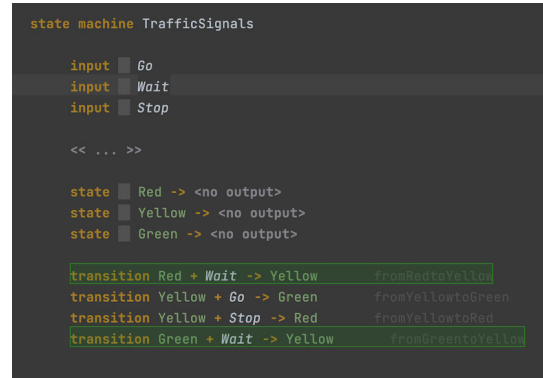 state machine TrafficSignals
input Go
input Wait
input Stop
<< ... >>
state Red -> <no output>
state Yellow -> <no output>
state Green -> <no output>
transition Red + Wait -> Yellow fromRedtoYellow
transition Yellow + Go -> Green fromYellowtoGreen
transition Yellow + Stop -> Red fromYellowtoRed
transition Green + Wait -> Yellow fromGreentoYellow